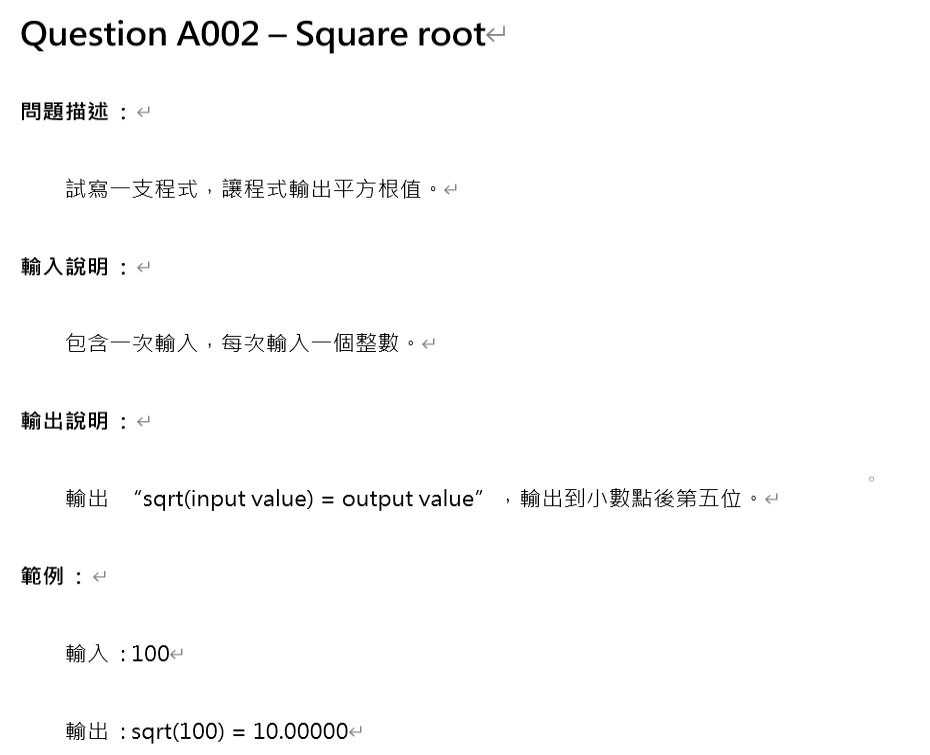 Question A002 – Square root
問題描述：
試寫一支程式，讓程式輸出平方根值。
輸入說明：
包含一次輸入，每次輸入一個整數。
輸出說明：
輸出 “sqrt(input value) = output value” ，輸出到小數點後第五位。
範例：
輸入 : 100
輸出 : sqrt(100) = 10.00000